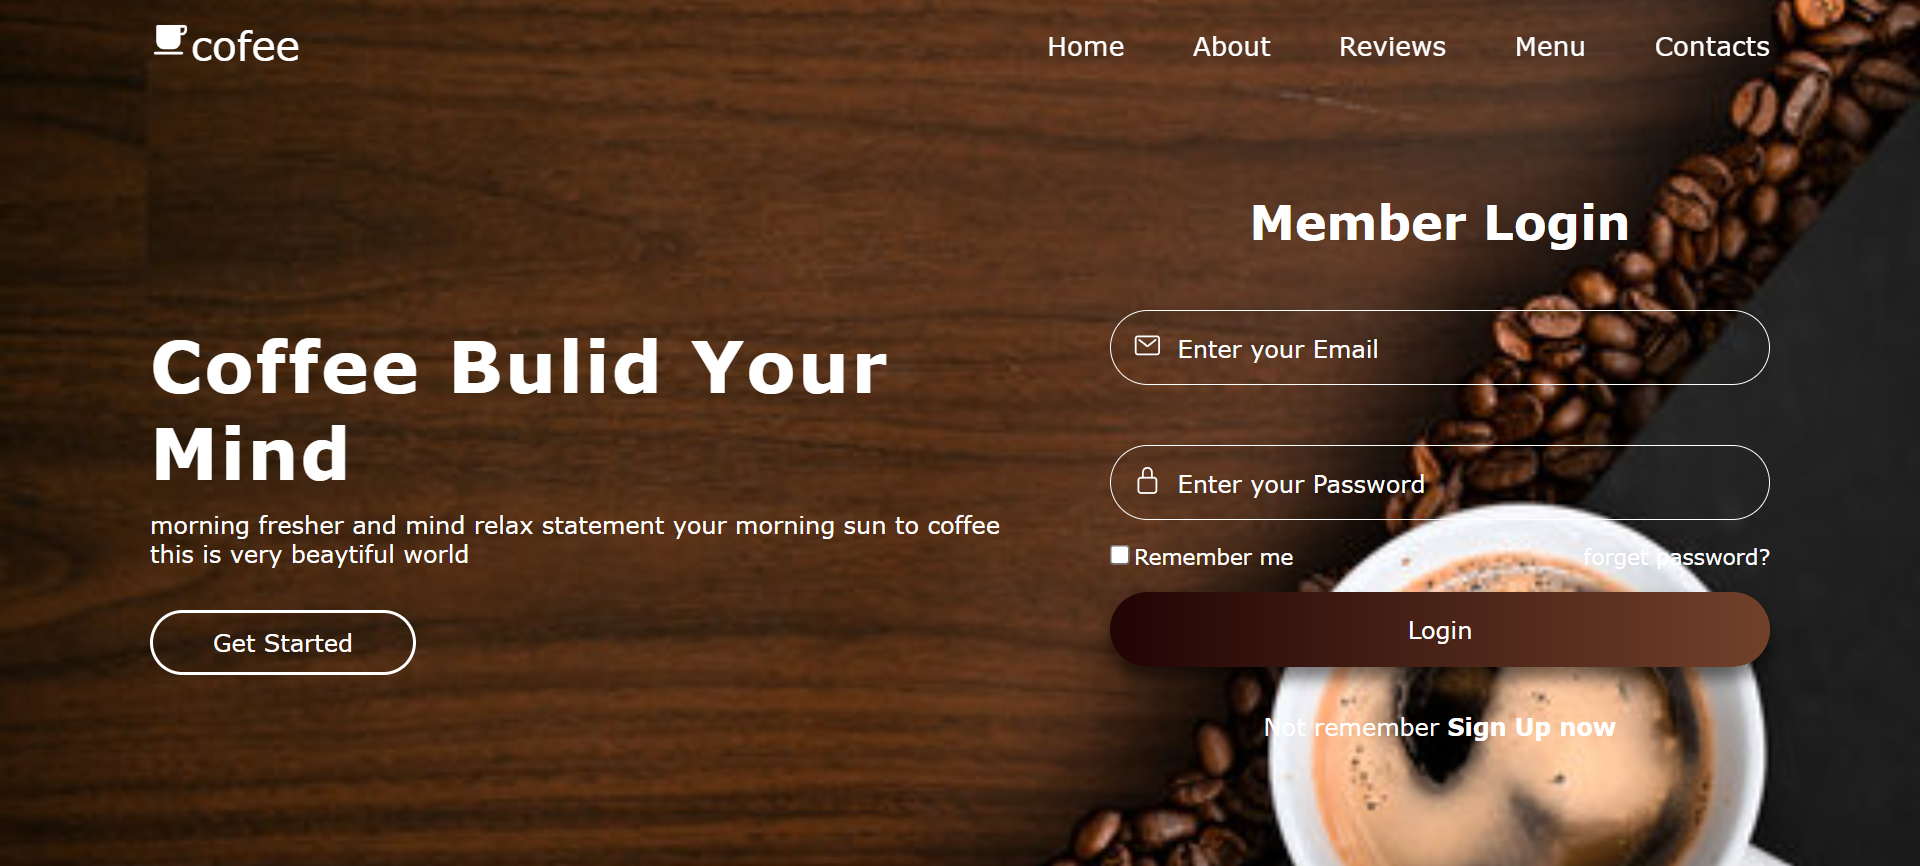 cofee
Home About Reviews Menu Contacts
Member Login
Coffee Bulid Your
Mind
morning fresher and mind relax statement your morning sun to coffee
this is very beaytiful world
Get Started
Enter your Email
Enter your Password
Remember me forget password?
Login
Not remember Sign Up now